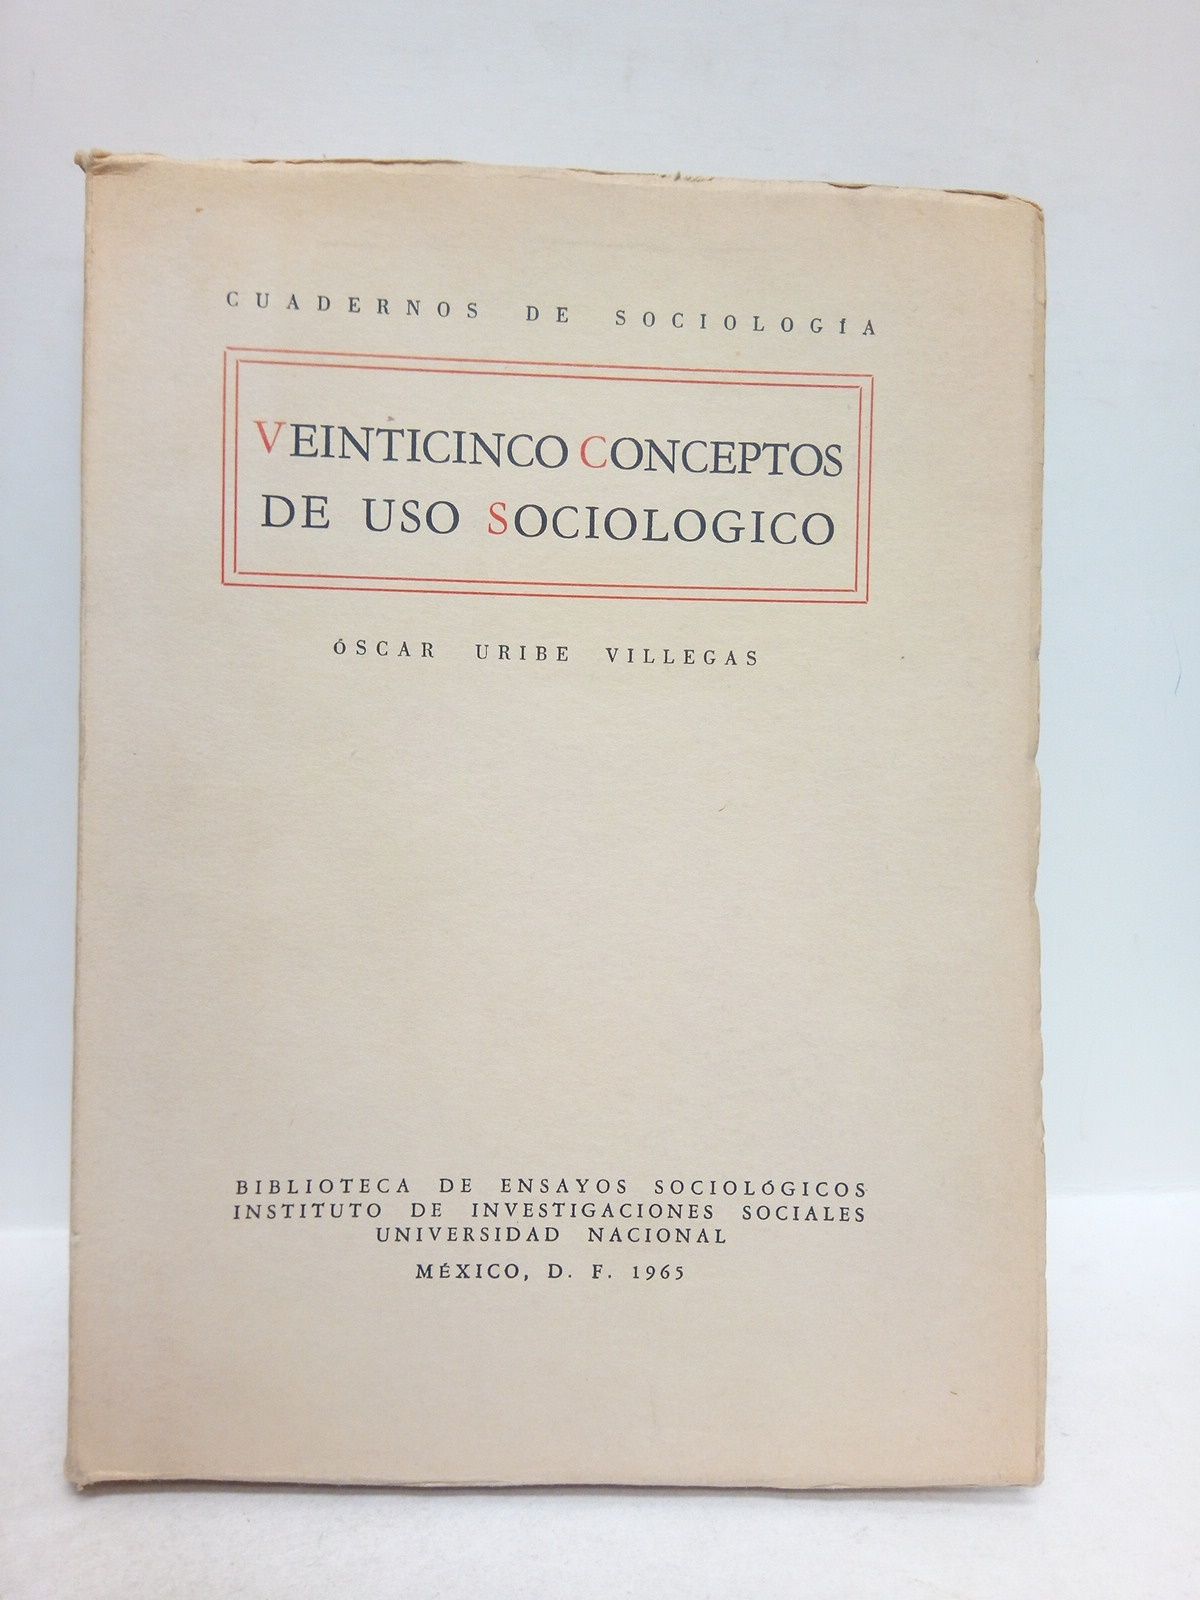 CUADERNOS DE SOCIOLOGÍA
VEINTICINCO CONCEPTOS
DE USO SOCIOLOGICO
ÓSCAR URIBE VILLEGAS
BIBLIOTECA DE ENSAYOS SOCIOLÓGICOS
INSTITUTO DE INVESTIGACIONES SOCIALES
UNIVERSIDAD NACIONAL
MÉXICO, D. F. 1965